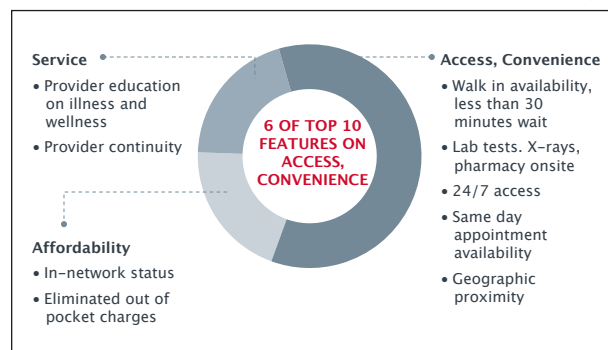 Service
• Provider education
on illness and
wellness
• Provider continuity
Affordability
• In-network status
• Eliminated out of
pocket charges
6 OF TOP 10
FEATURES ON
ACCESS,
CONVENIENCE
Access, Convenience
• Walk in availability,
less than 30
minutes wait
• Lab tests. X-rays,
pharmacy onsite
• 24/7 access
• Same day
appointment
availability
• Geographic
proximity